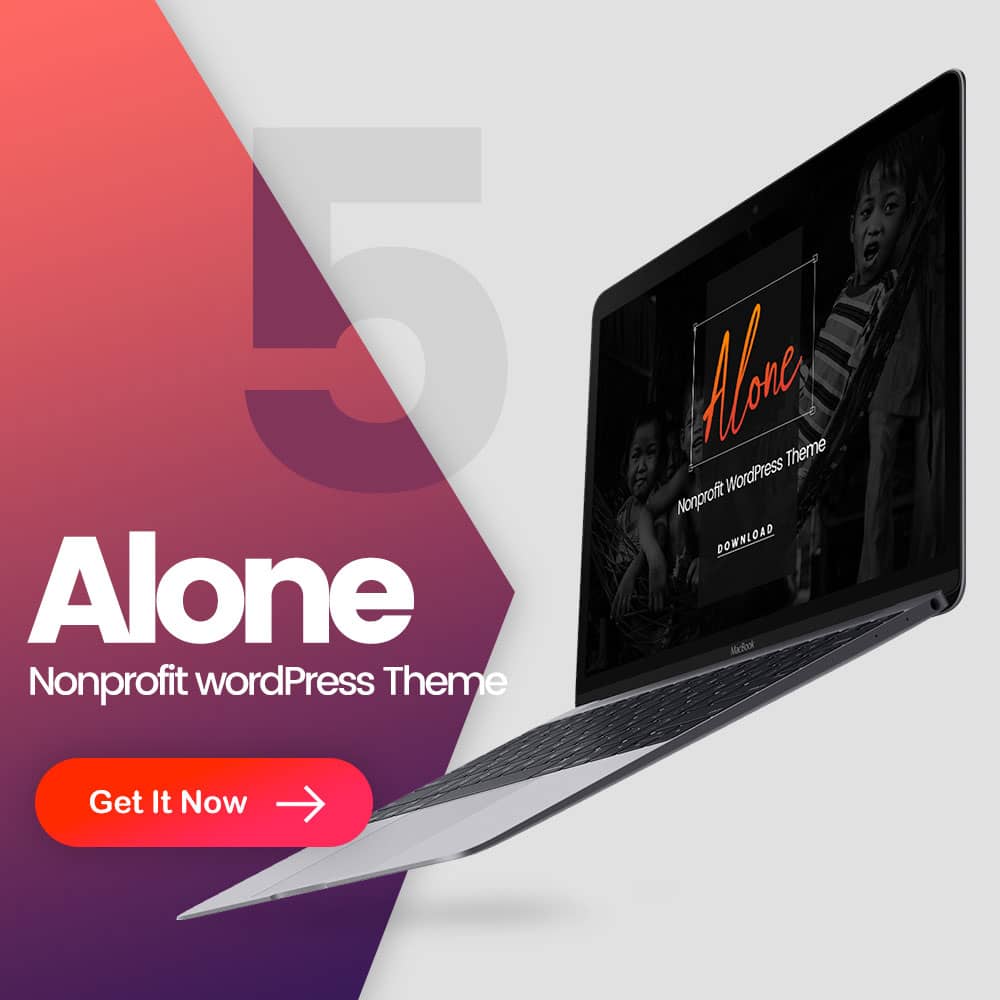 5
Alone
Nonprofit wordPress Theme
Get It Now
Alone
Nonprofit WordPress Theme
DOWNLOAD
MacBook